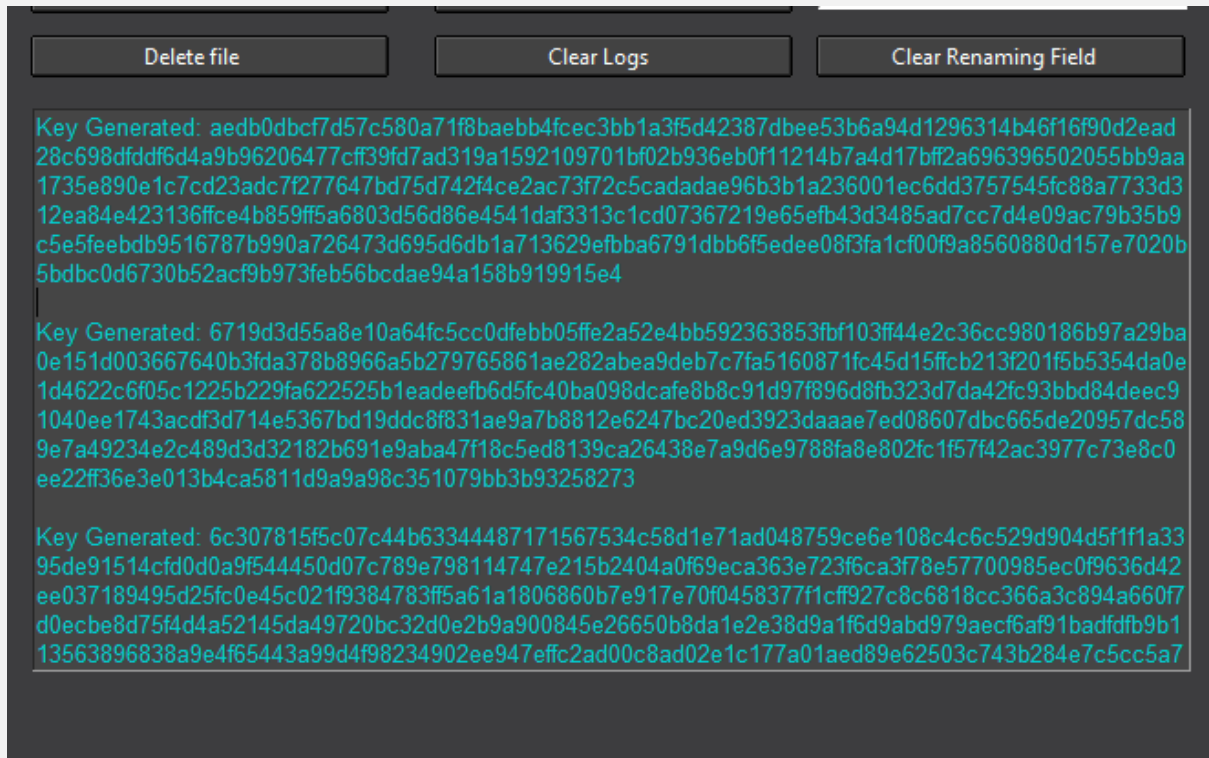 Delete file
Clear Logs
Clear Renaming Field
Key Generated: aedb0dbcf7d57c580a71f8baebb4fcec3bb1a3f5d42387dbee53b6a94d1296314b46f16f90d2ead
28c698dfddf6d4a9b96206477cff39fd7ad319a1592109701bf02b936eb0f11214b7a4d17bff2a696396502055bb9aa
1735e890e1c7cd23adc7f277647bd75d742f4ce2ac73f72c5cadadae96b3b1a236001ec6dd3757545fc88a7733d3
12ea84e423136ffce4b859ff5a6803d56d86e4541daf3313c1cd07367219e65efb43d3485ad7cc7d4e09ac79b35b9
c5e5feebdb9516787b990a726473d695d6db1a713629efbba6791dbb6f5edee08f3fa1cf00f9a8560880d157e7020b
5bdbc0d6730b52acf9b973feb56bcdae94a158b919915e4
Key Generated: 6719d3d55a8e10a64fc5cc0dfebb05ffe2a52e4bb592363853fbf103ff44e2c36cc980186b97a29ba
0e151d003667640b3fda378b8966a5b279765861ae282abea9deb7c7fa5160871fc45d15ffcb213f201f5b5354da0e
1d4622c6f05c1225b229fa622525b1eadeefb6d5fc40ba098dcafe8b8c91d97f896d8fb323d7da42fc93bbd84deec9
1040ee1743acdf3d714e5367bd19ddc8f831ae9a7b8812e6247bc20ed3923daaae7ed08607dbc665de20957dc58
9e7a49234e2c489d3d32182b691e9aba47f18c5ed8139ca26438e7a9d6e9788fa8e802fc1f57f42ac3977c73e8c0
ee22ff36e3e013b4ca5811d9a9a98c351079bb3b93258273
Key Generated: 6c307815f5c07c44b63344487171567534c58d1e71ad048759ce6e108c4c6c529d904d5f1f1a33
95de91514cfd0d0a9f544450d07c789e798114747e215b2404a0f69eca363e723f6ca3f78e57700985ec0f9636d42
ee037189495d25fc0e45c021f9384783ff5a61a1806860b7e917e70f0458377f1cff927c8c6818cc366a3c894a660f7
d0ecbe8d75f4d4a52145da49720bc32d0e2b9a900845e26650b8da1e2e38d9a1f6d9abd979aecf6af91badfdfb9b1
13563896838a9e4f65443a99d4f98234902ee947effc2ad00c8ad02e1c177a01aed89e62503c743b284e7c5cc5a7